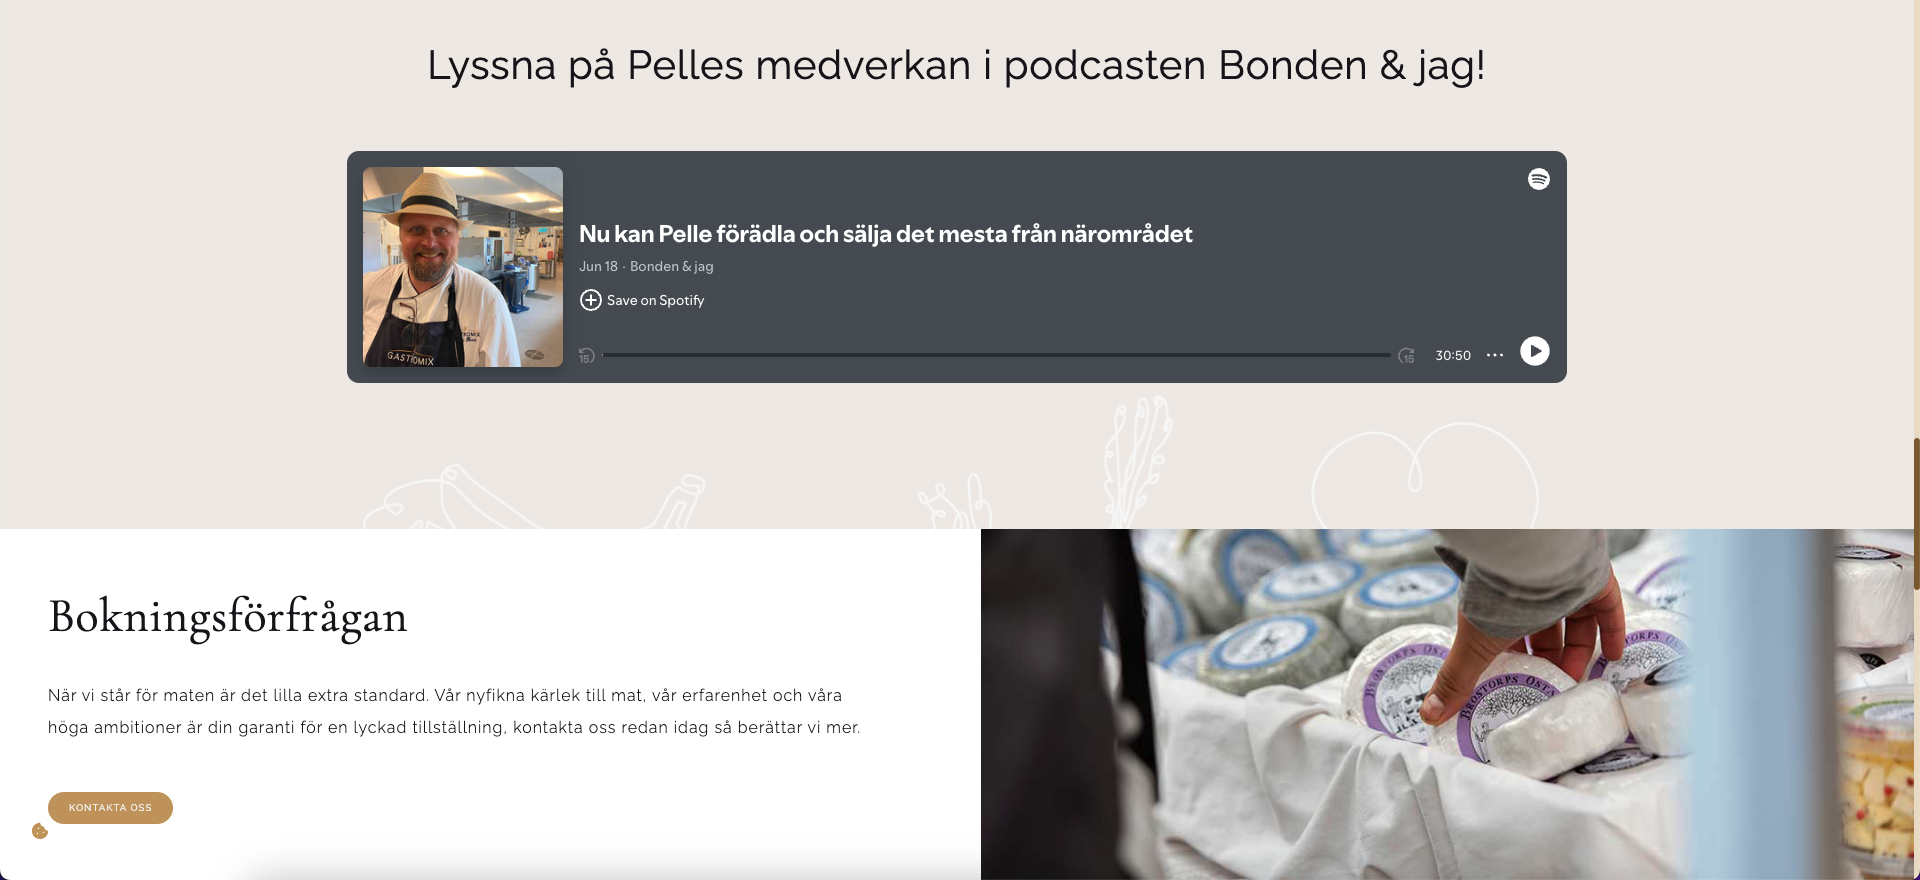 Lyssna på Pelles medverkan i podcasten Bonden & jag!
Nu kan Pelle förädla och sälja det mesta från närområdet
Jun 18 · Bonden & jag
Save on Spotify
15
15
30:50
GASTROMIX
Bokningsförfrågan
När vi står för maten är det lilla extra standard. Vår nyfikna kärlek till mat, vår erfarenhet och våra
höga ambitioner är din garanti för en lyckad tillställning, kontakta oss redan idag så berättar vi mer.
KONTAKTA OSS
BROSTORPS OST
BROSTORPS OSTA